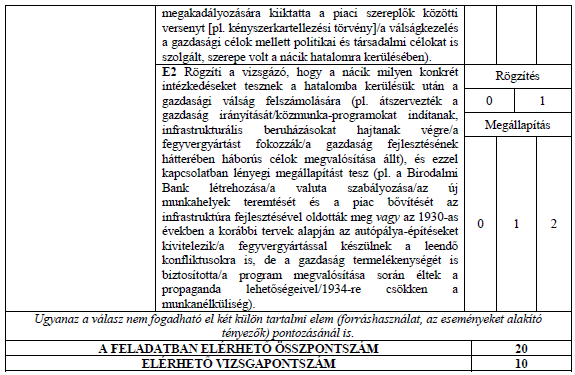 megakadályozására kiiktatta a piaci szereplők közötti
versenyt [pl. kényszerkartellezési törvény]/a válságkezelés
a gazdasági célok mellett politikai és társadalmi célokat is
szolgált, szerepe volt a nácik hatalomra kerülésében).
E2 Rögzíti a vizsgázó, hogy a nácik milyen konkrét
intézkedéseket tesznek a hatalomba kerülésük után a
gazdasági válság felszámolására (pl. átszervezték a
gazdaság irányítását/közmunka-programokat indítanak,
infrastrukturális beruházásokat hajtanak végre/a
fegyvergyártást fokozzák/a gazdaság fejlesztésének
hátterében háborús célok megvalósítása állt), és ezzel
kapcsolatban lényegi megállapítást tesz (pl. a Birodalmi
Bank létrehozása/a valuta szabályozása/az új
munkahelyek teremtését és a piac bővítését az
infrastruktúra fejlesztésével oldották meg vagy az 1930-as
években a korábbi tervek alapján az autópálya-építéseket
kivitelezik/a fegyvergyártással készülnek a leendő
konfliktusokra is, de a gazdaság termelékenységét is
biztosította/a program megvalósítása során éltek a
propaganda lehetőségeivel/1934-re csökken a
munkanélküliség).
Rögzítés
0 1
Megállapítás
0 1 2
Ugyanaz a válasz nem fogadható el két külön tartalmi elem (forráshasználat, az eseményeket alakító
tényezők) pontozásánál is.
A FELADATBAN ELÉRHETŐ ÖSSZPONTSZÁM 20
ELÉRHETŐ VIZSGAPONTSZÁM 10